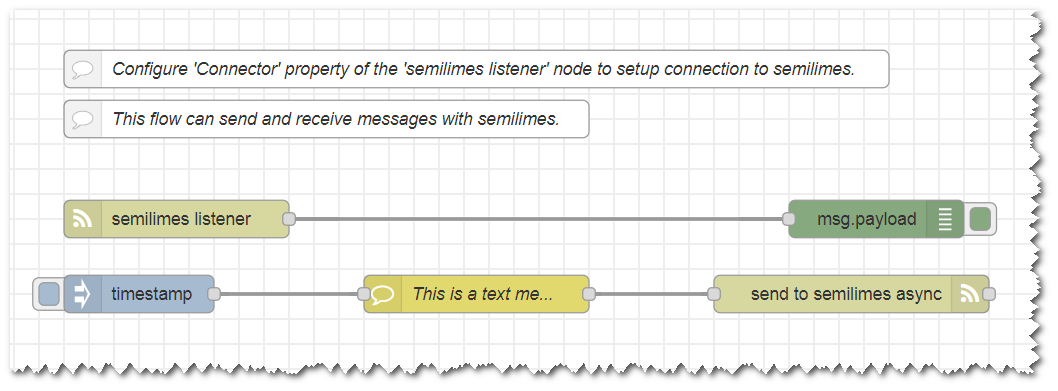 Configure 'Connector' property of the 'semilimes listener' node to setup connection to semilimes.
This flow can send and receive messages with semilimes.
semilimes listener
msg.payload
timestamp
This is a text me...
send to semilimes async